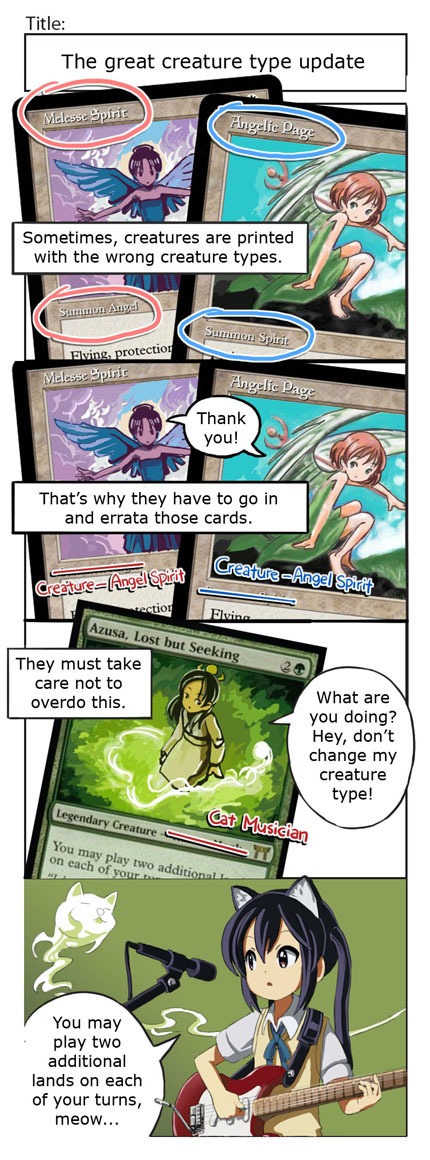 Title:
The great creature type update
Melesse Spirit
Angelic Page
Sometimes, creatures are printed
with the wrong creature types.
Summon Angel
Summon Spirit
Flying, protection
Melesse Spirit
Angelic Page
Thank
you!
That's why they have to go in
and errata those cards.
Creature – Angel Spirit
Creature – Angel Spirit
Flying
Azusa, Lost but Seeking
2
They must take
care not to
overdo this.
What are
you doing?
Hey, don't
change my
creature
type!
Cat Musician
Legendary Creature –
You may play two additional
on each of your
You may
play two
additional
lands on each
of your turns,
meow...